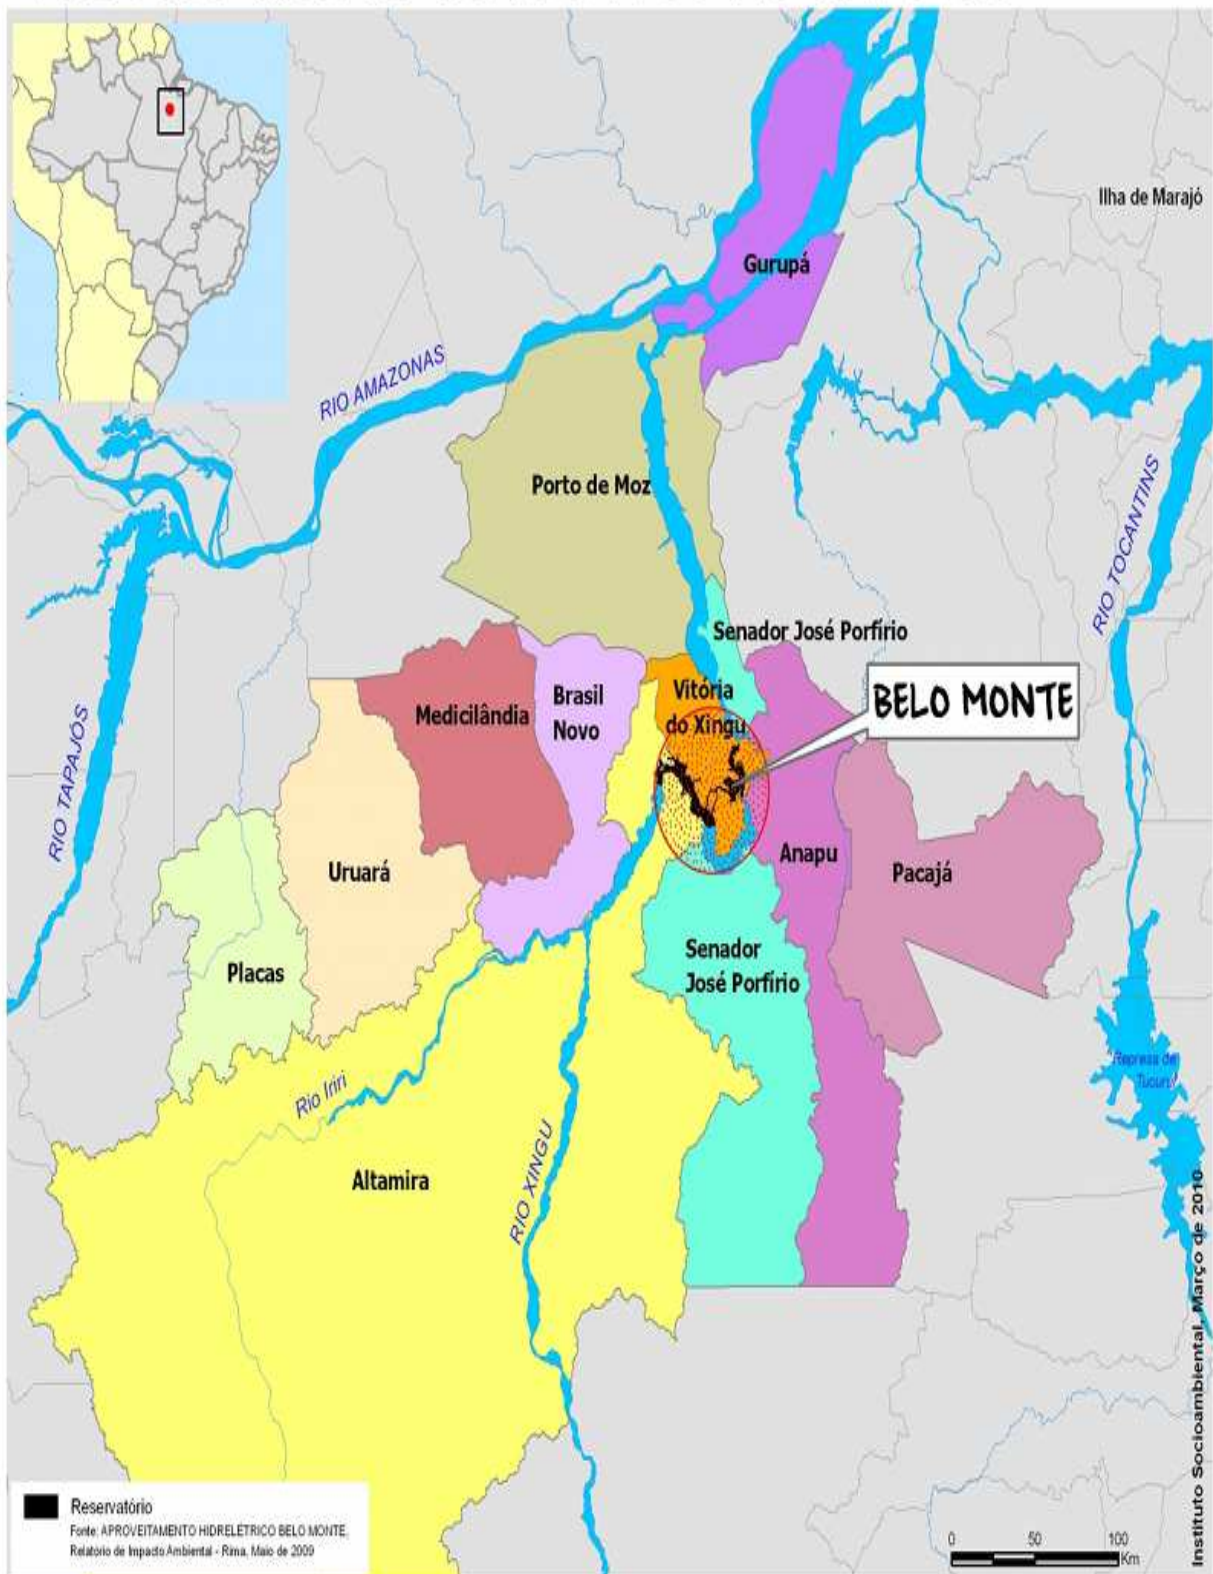 Ilha de Marajó
Gurupá
RIO AMAZONAS
Porto de Moz
RIO TOCANTINS
Senador José Porfírio
BELO MONTE
Vitória
do Xingu
Brasil
Novo
Medicilândia
RIO TAPAJÓS
Uruará
Anapu
Pacajá
Placas
Senador
José Porfírio
Represa de
Tucuruí
Rio Iriri
Altamira
RIO XINGU
Reservatório
Fonte: APROVEITAMENTO HIDRELÉTRICO BELO MONTE.
Relatorio de Impacto Ambiental - Rima, Maio de 2009
0 50 100
Km
Instituto Socioambiental, Março de 2010